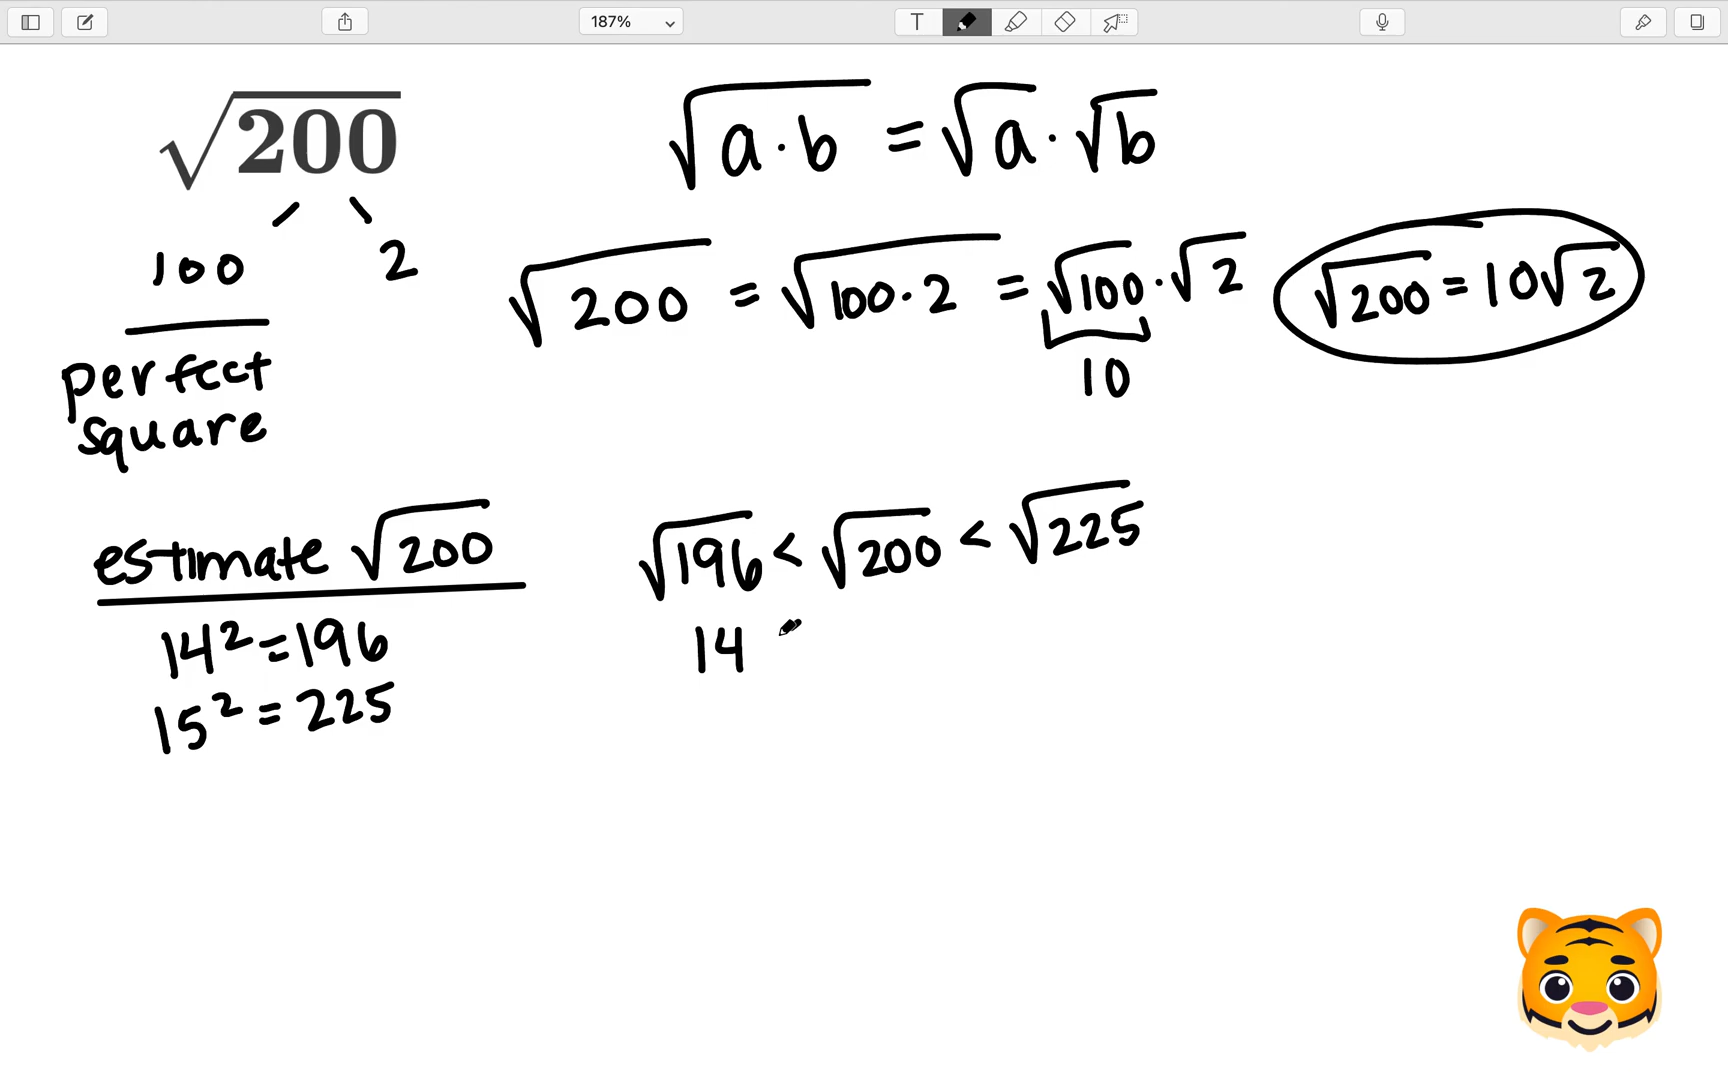 187%
T
√200
√a·b = √a · √b
100 2
√200 = √100·2 = √100 · √2
√200 = 10√2
10
perfect
square
estimate √200
√196 < √200 < √225
14² = 196
14
15² = 225